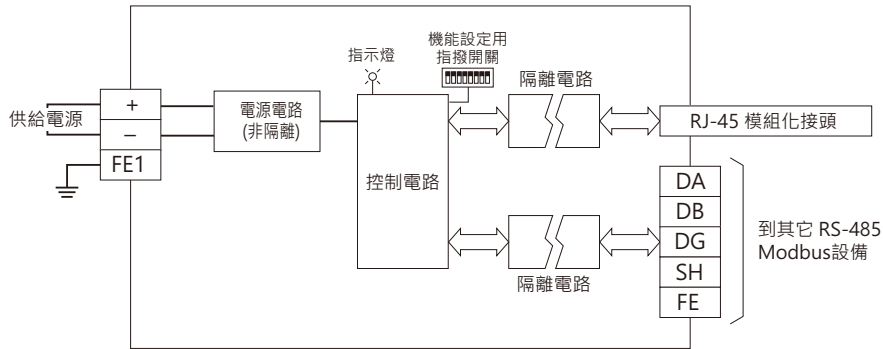 機能設定用
指撥開關
指示燈
隔離電路
供給電源
+
−
FE1
電源電路
(非隔離)
控制電路
RJ-45 模組化接頭
DA
DB
DG
SH
FE
到其它 RS-485
Modbus設備
隔離電路